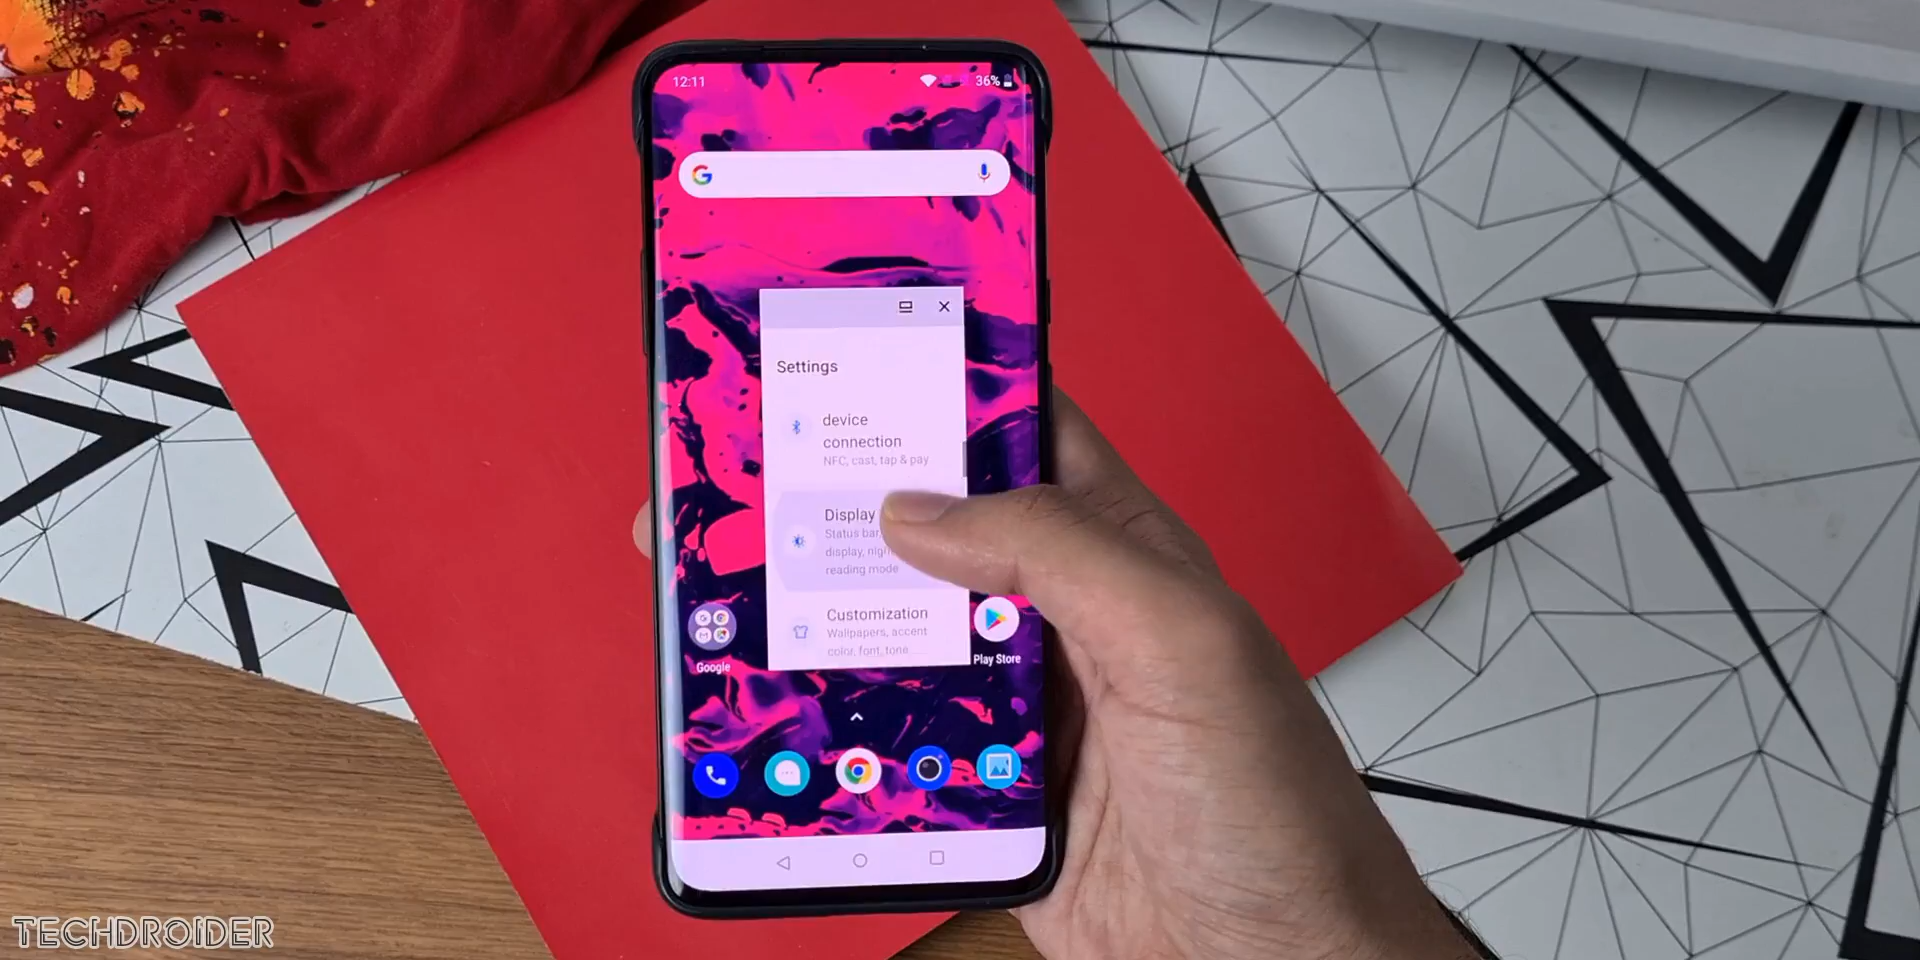 12:11
36%
Settings
device
connection
NFC, cast, tap & pay
Display
Status bar,
display,
reading mode
Customization
Wallpapers, accent
color, font, tone
Google
Play Store
TECHDROIDER